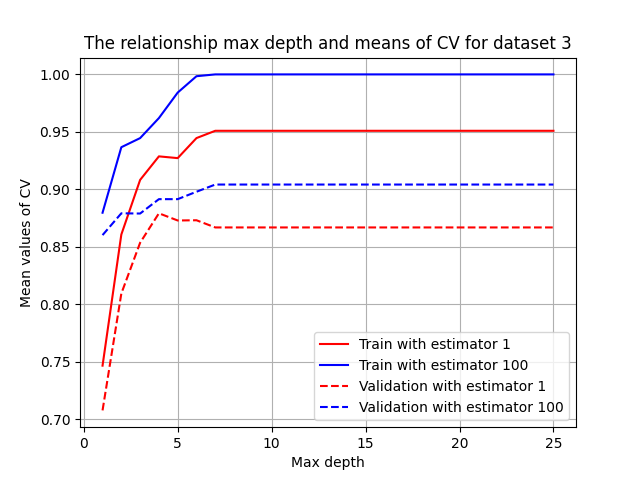 The relationship max depth and means of CV for dataset 3
Mean values of CV
1.00
0.95
0.90
0.85
0.80
0.75
0.70
0
5
10
15
20
25
Max depth
Train with estimator 1
Train with estimator 100
Validation with estimator 1
Validation with estimator 100